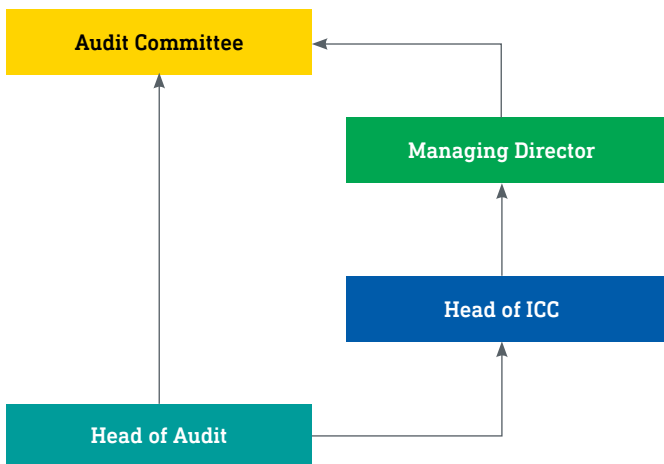 Audit Committee
Managing Director
Head of ICC
Head of Audit